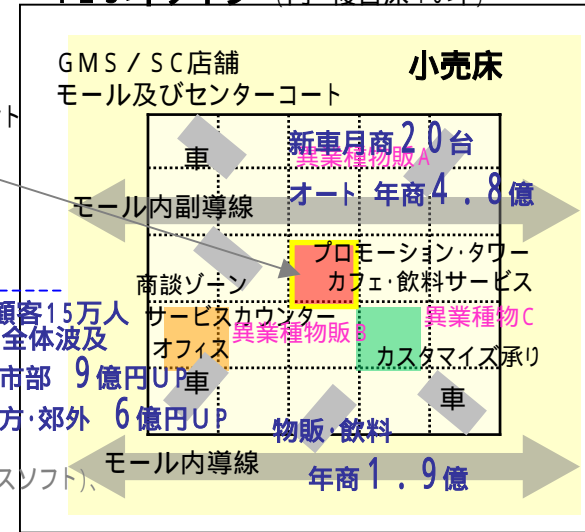 GMS/SC店舗
小売床
モール及びセンターコート
ト
新車月商20台
車
異業種物販A
オート 年商4.8億
モール内副導線
プロモーション・タワー
商談ゾーン
カフェ・飲料サービス
顧客15万人
サービスカウンター
異業種物C
全体波及
オフィス
異業種物販B
カスタマイズ承り
市部 9億円UP
車
車
方・郊外 6億円UP
物販・飲料
モール内導線
スソフト)、
年商1.9億